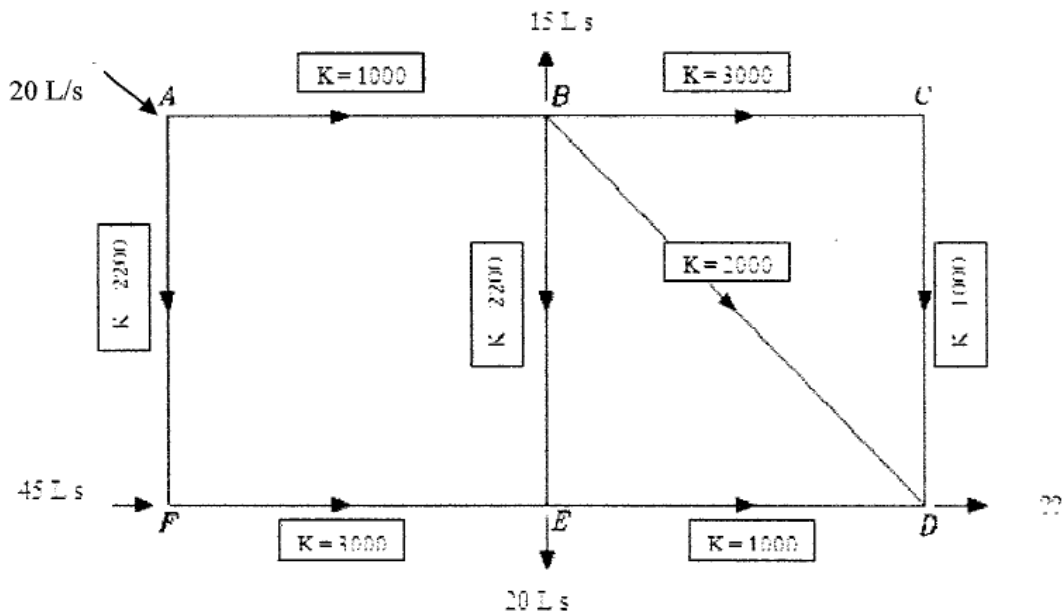 15 L s
K = 1000
K = 3000
20 L/s
A
B
C
K 2200
K 2200
K = 2000
K 1000
45 L s
F
E
D
??
K = 3000
K = 1000
20 L s